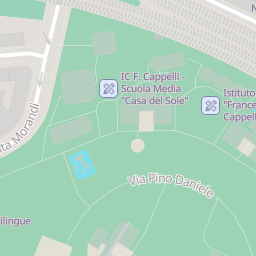 N
IC F. Cappelli -
Scuola Media
"Casa del Sole"
Istituto
"France
Cappell
ta Morandi
Via Pino Daniele
ilingue